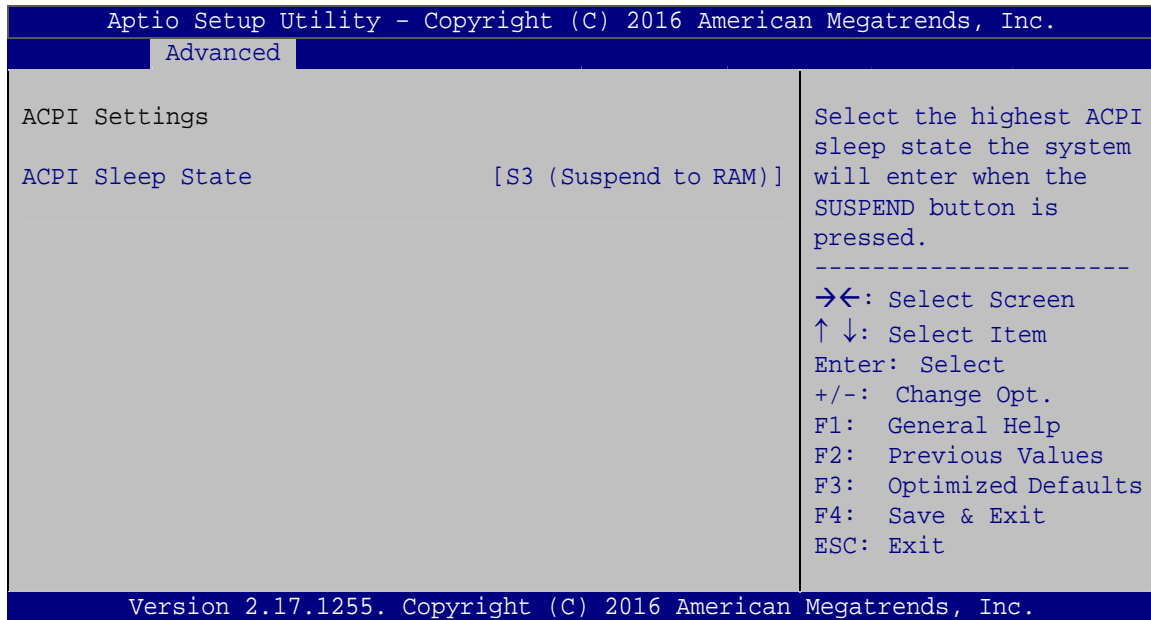 Aptio Setup Utility – Copyright (C) 2016 American Megatrends, Inc.
Advanced
ACPI Settings
ACPI Sleep State [S3 (Suspend to RAM)]
Select the highest ACPI
sleep state the system
will enter when the
SUSPEND button is
pressed.
----------------------
→←: Select Screen
↑ ↓: Select Item
Enter: Select
+/-: Change Opt.
F1: General Help
F2: Previous Values
F3: Optimized Defaults
F4: Save & Exit
ESC: Exit
Version 2.17.1255. Copyright (C) 2016 American Megatrends, Inc.